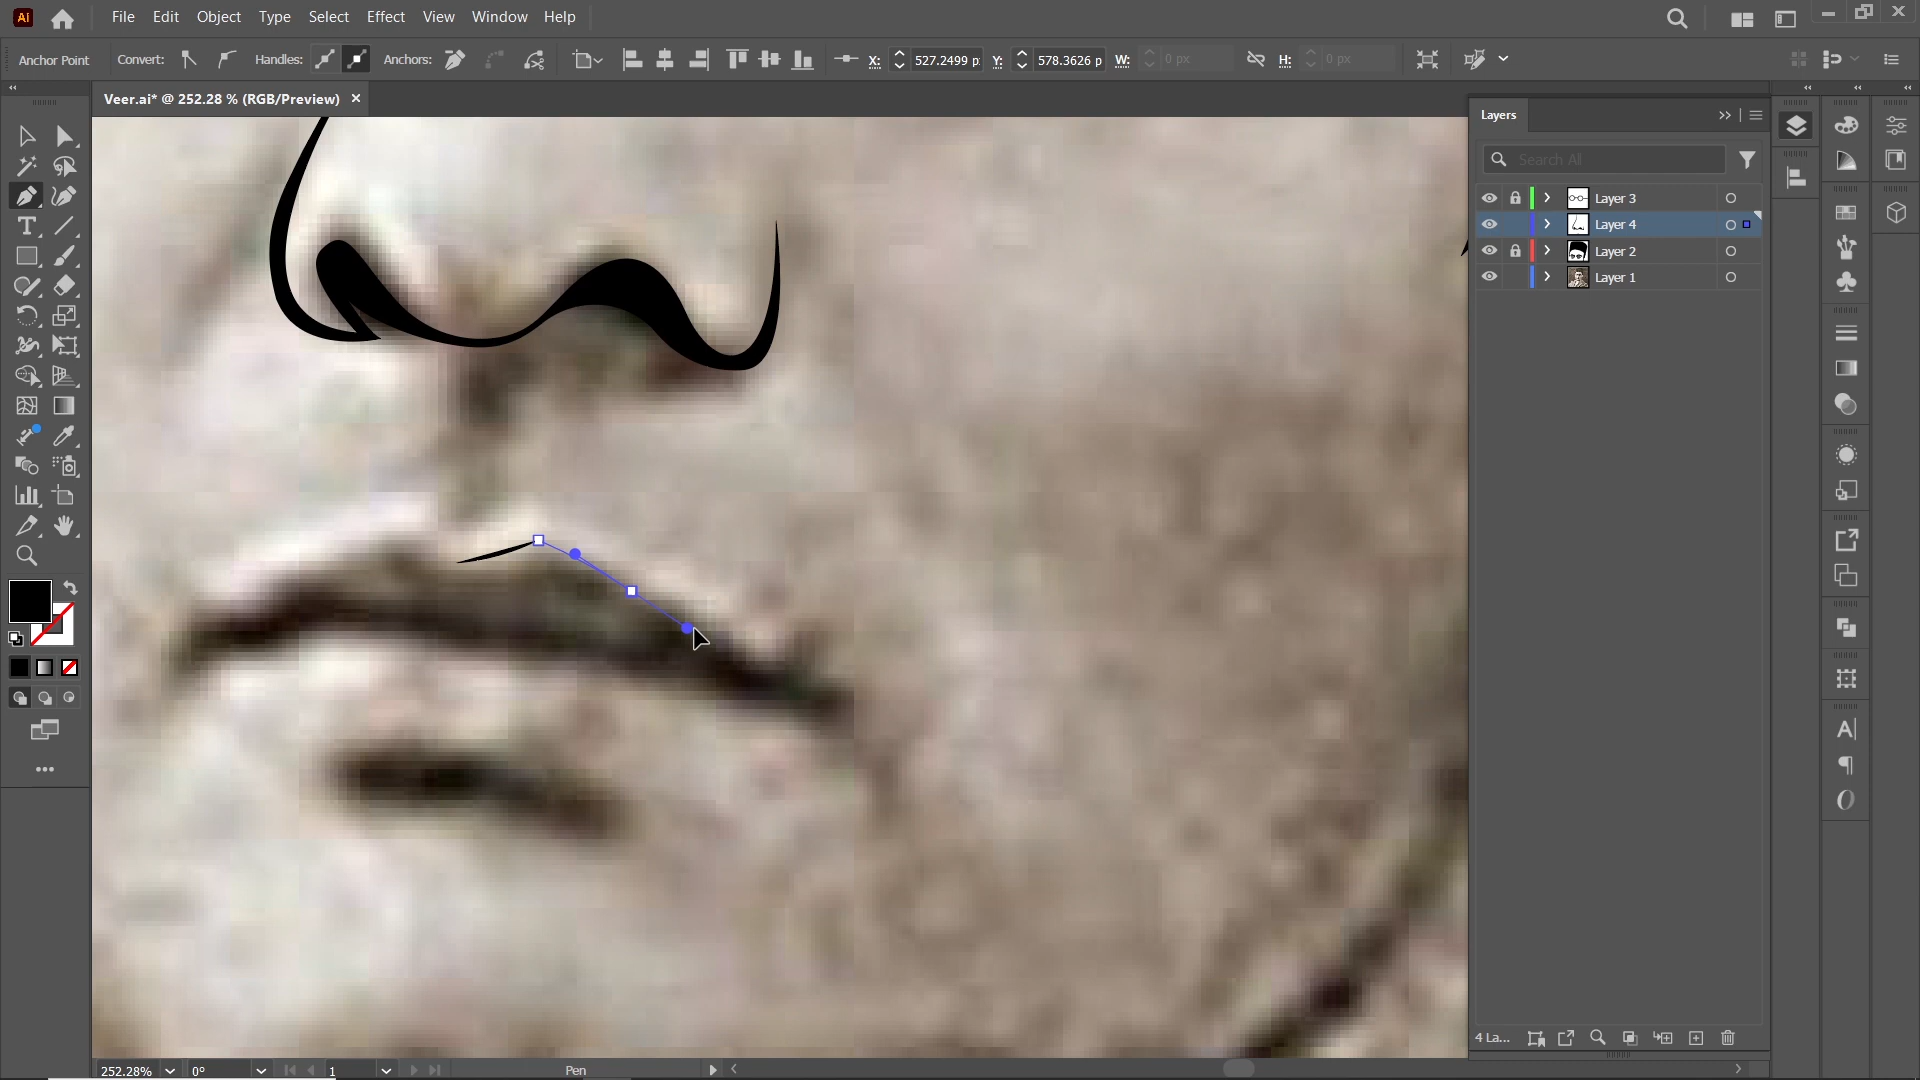 Ai
File Edit Object Type Select Effect View Window Help
Anchor Point Convert: Handles: Anchors: X: 527.2499 p Y: 578.3626 p W: 0 px H: 0 px
Veer.ai* @ 252.28 % (RGB/Preview)
Layers
Search All
Layer 3
Layer 4
Layer 2
Layer 1
4 La...
252.28% 0° 1 Pen